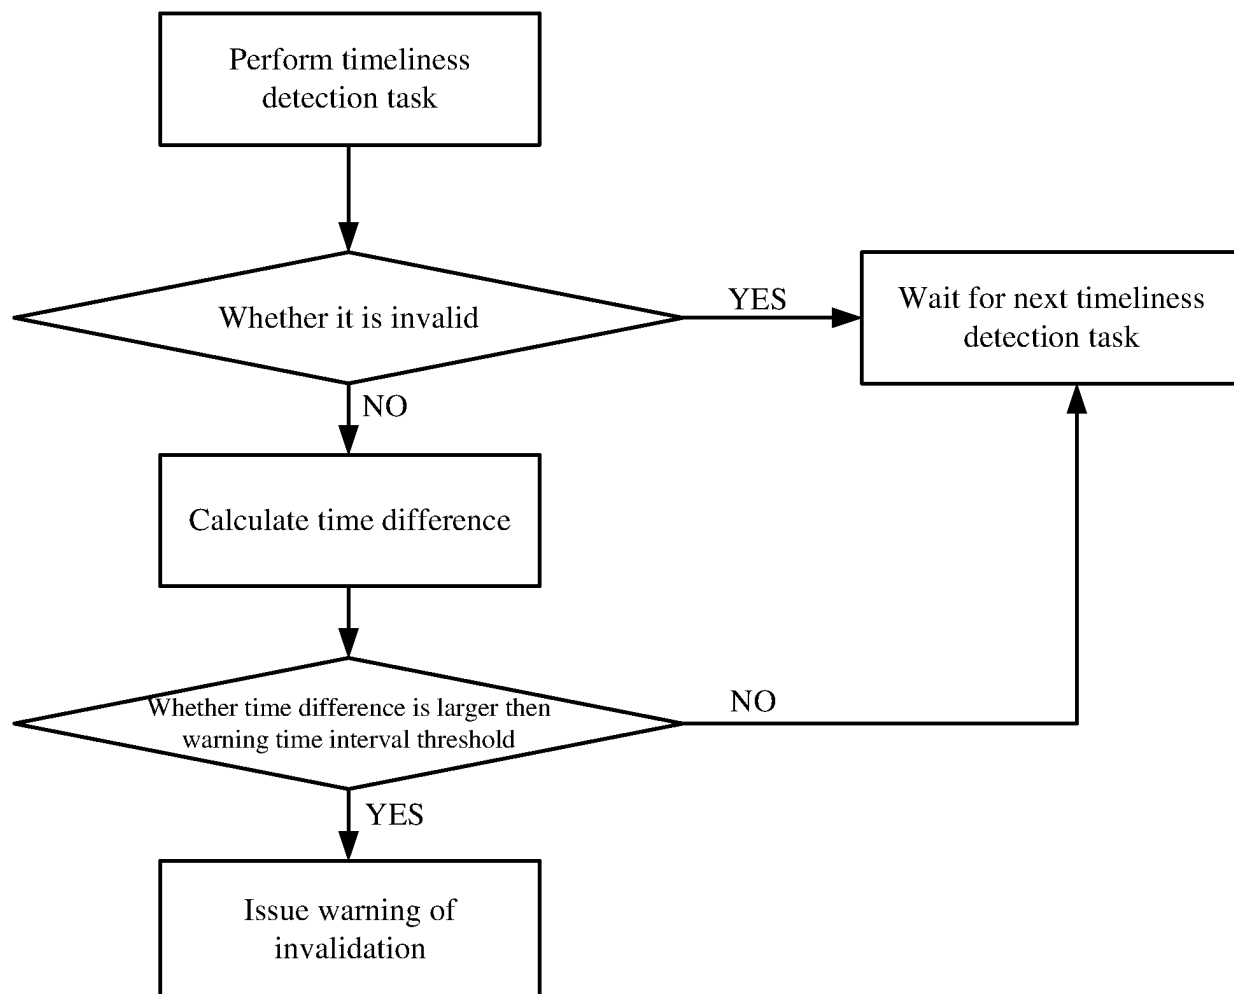 Perform timeliness
detection task
Whether it is invalid
YES
Wait for next timeliness
detection task
NO
Calculate time difference
Whether time difference is larger then
warning time interval threshold
NO
YES
Issue warning of
invalidation